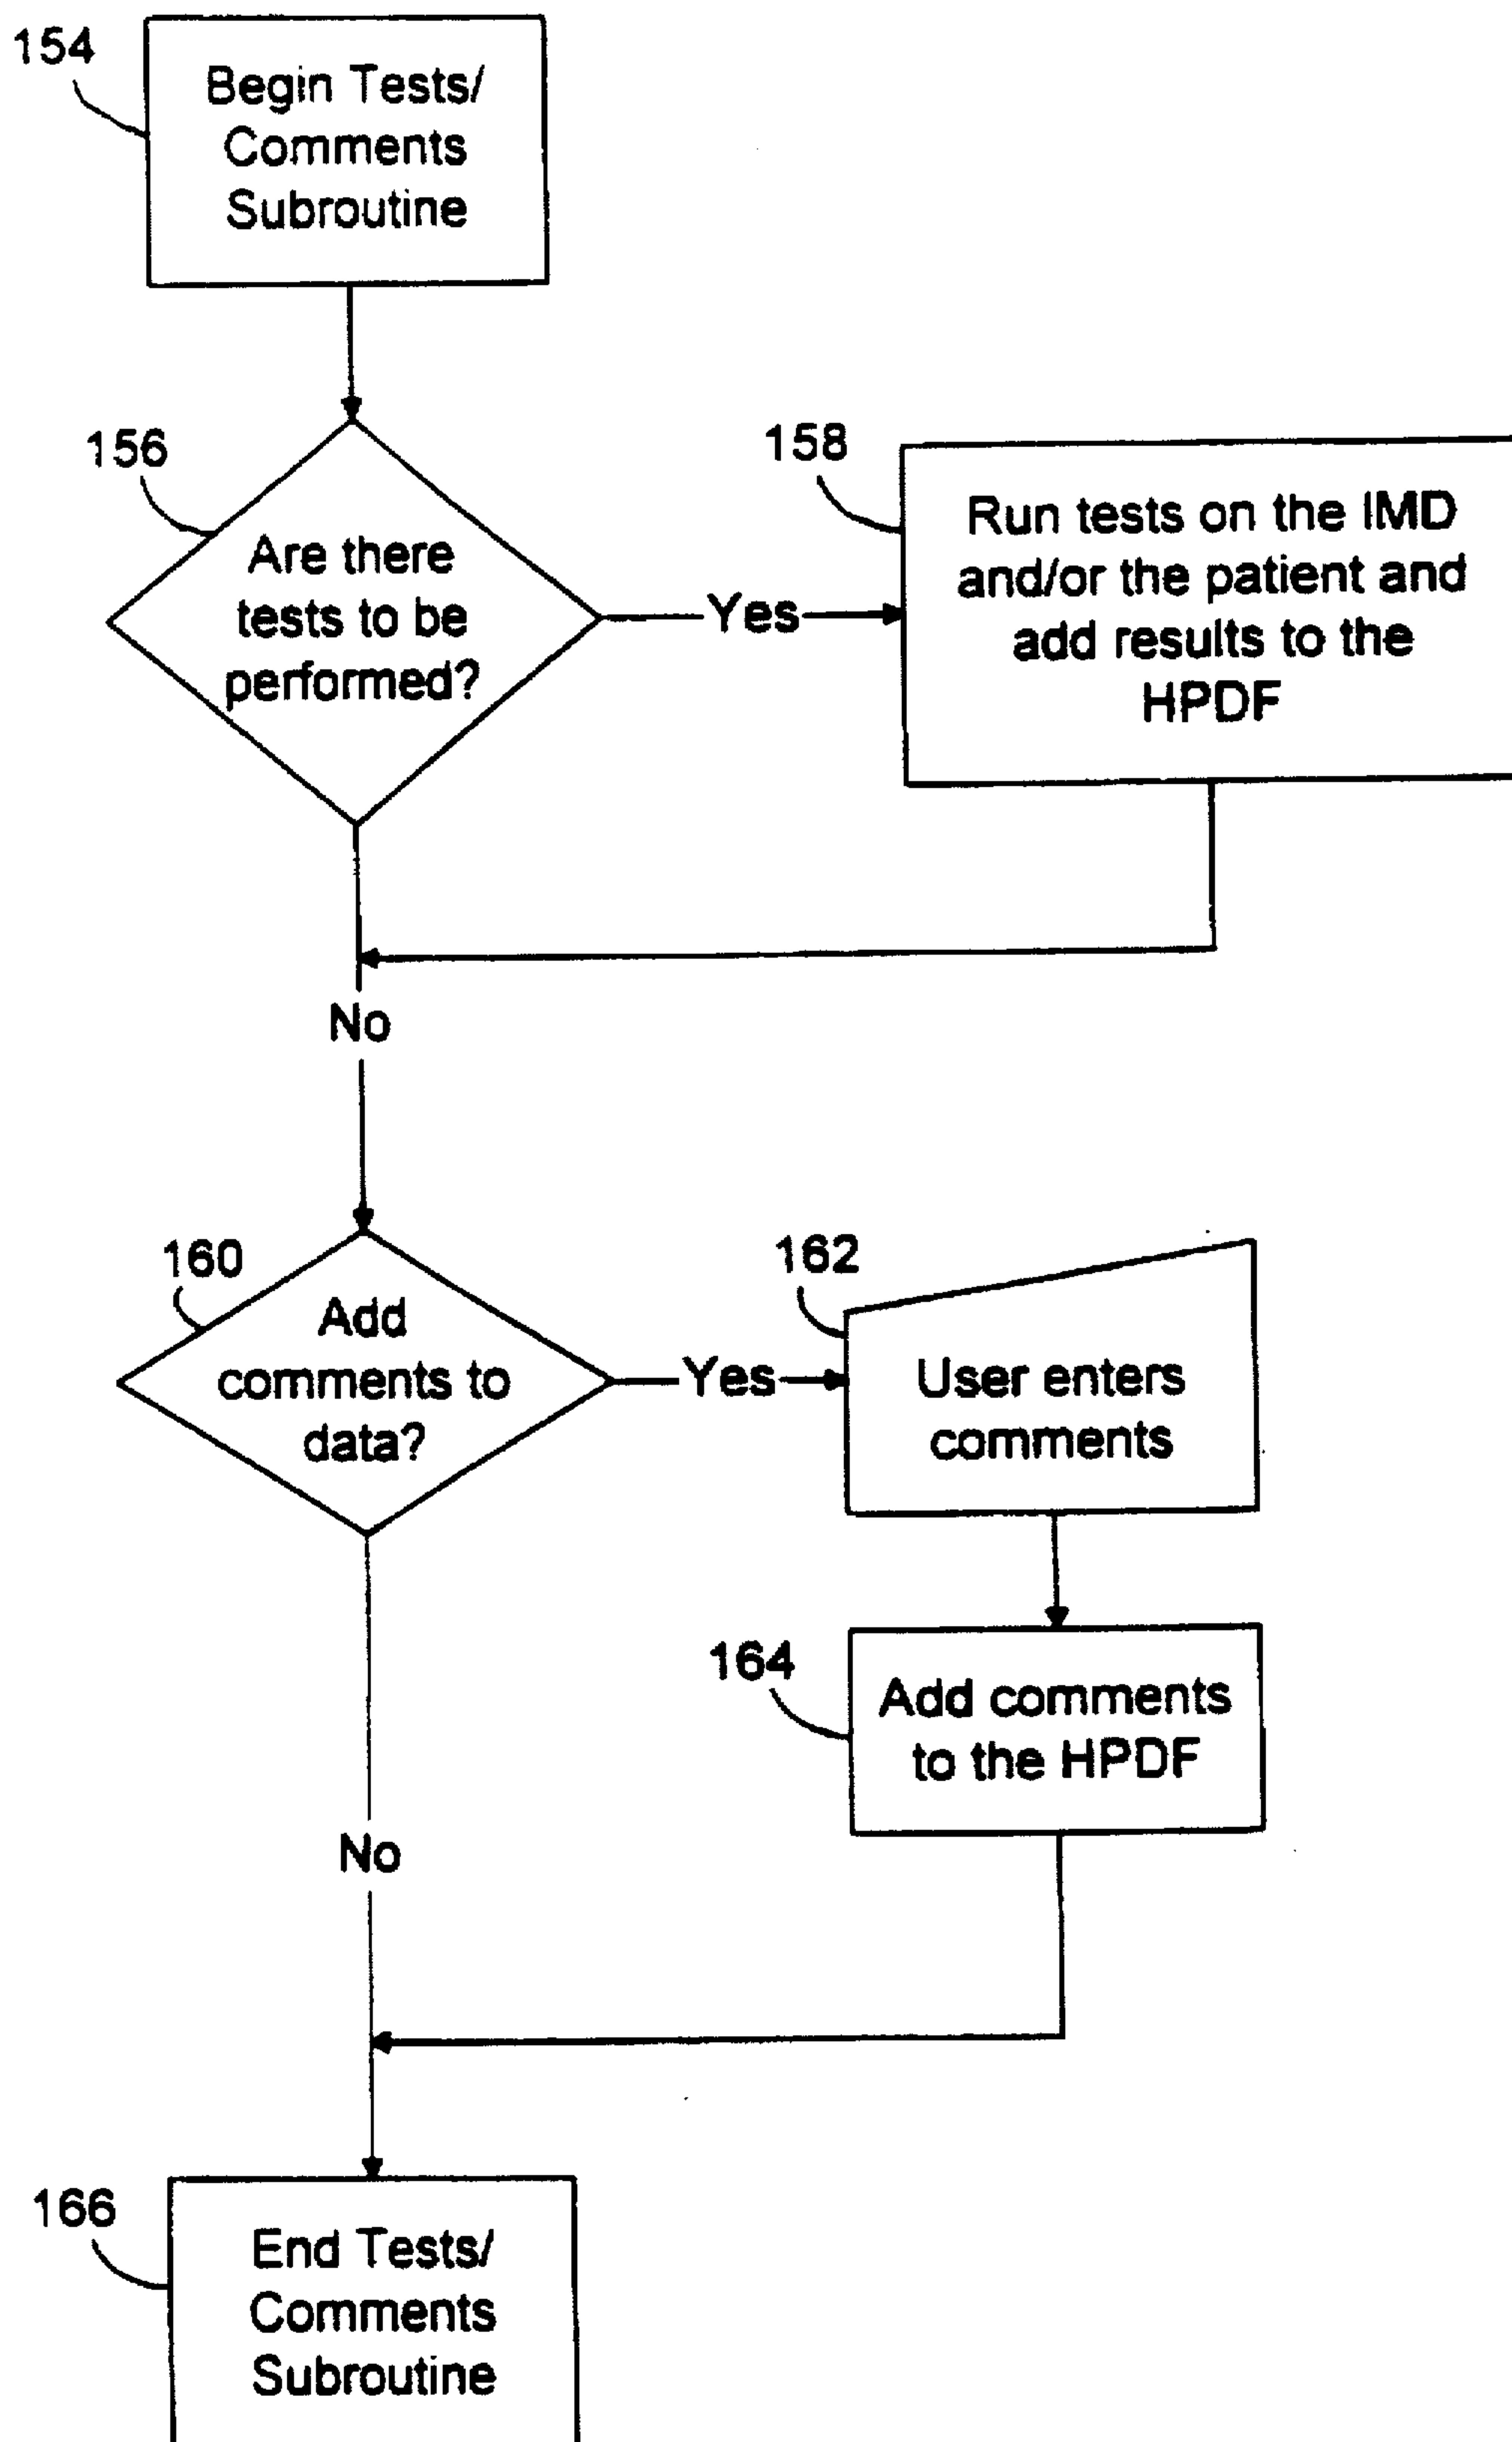 154
Begin Tests/
Comments
Subroutine
156
Are there
tests to be
performed?
Yes
158
Run tests on the IMD
and/or the patient and
add results to the
HPDF
No
160
Add
comments to
data?
Yes
162
User enters
comments
164
Add comments
to the HPDF
No
166
End Tests/
Comments
Subroutine